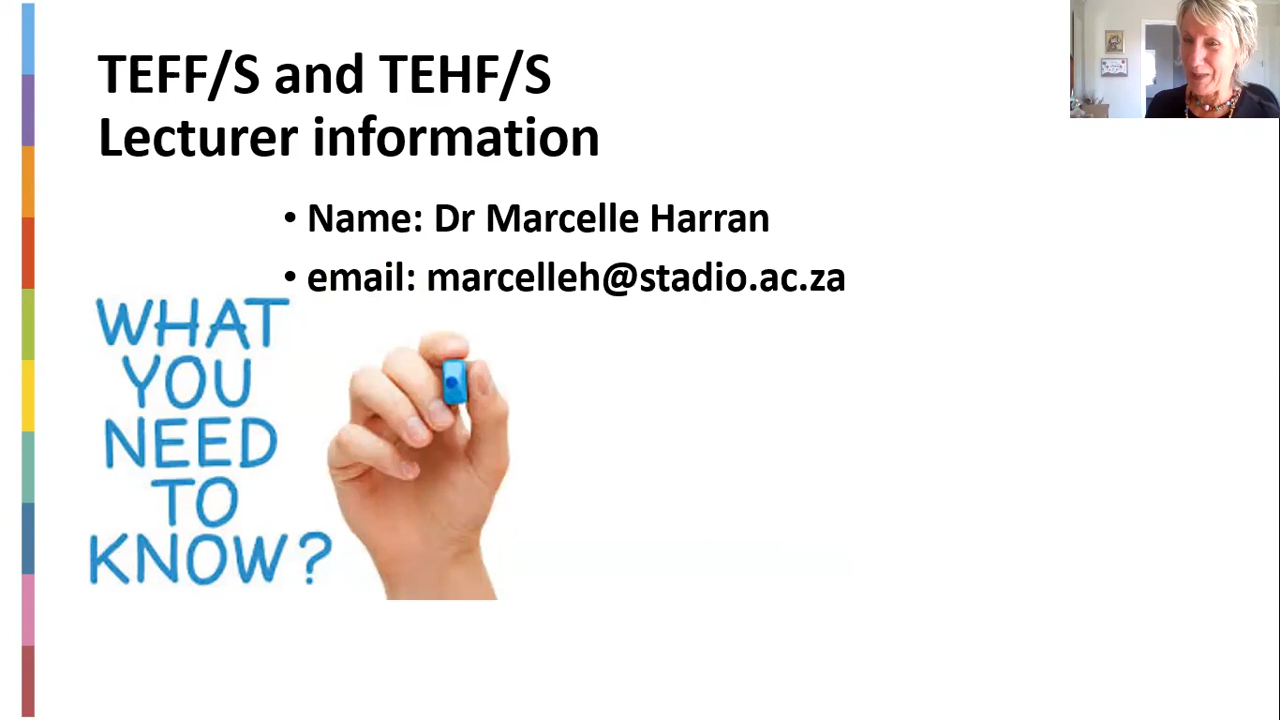 TEFF/S and TEHF/S
Lecturer information
• Name: Dr Marcelle Harran
• email: marcelleh@stadio.ac.za
WHAT
YOU
NEED
TO
KNOW?